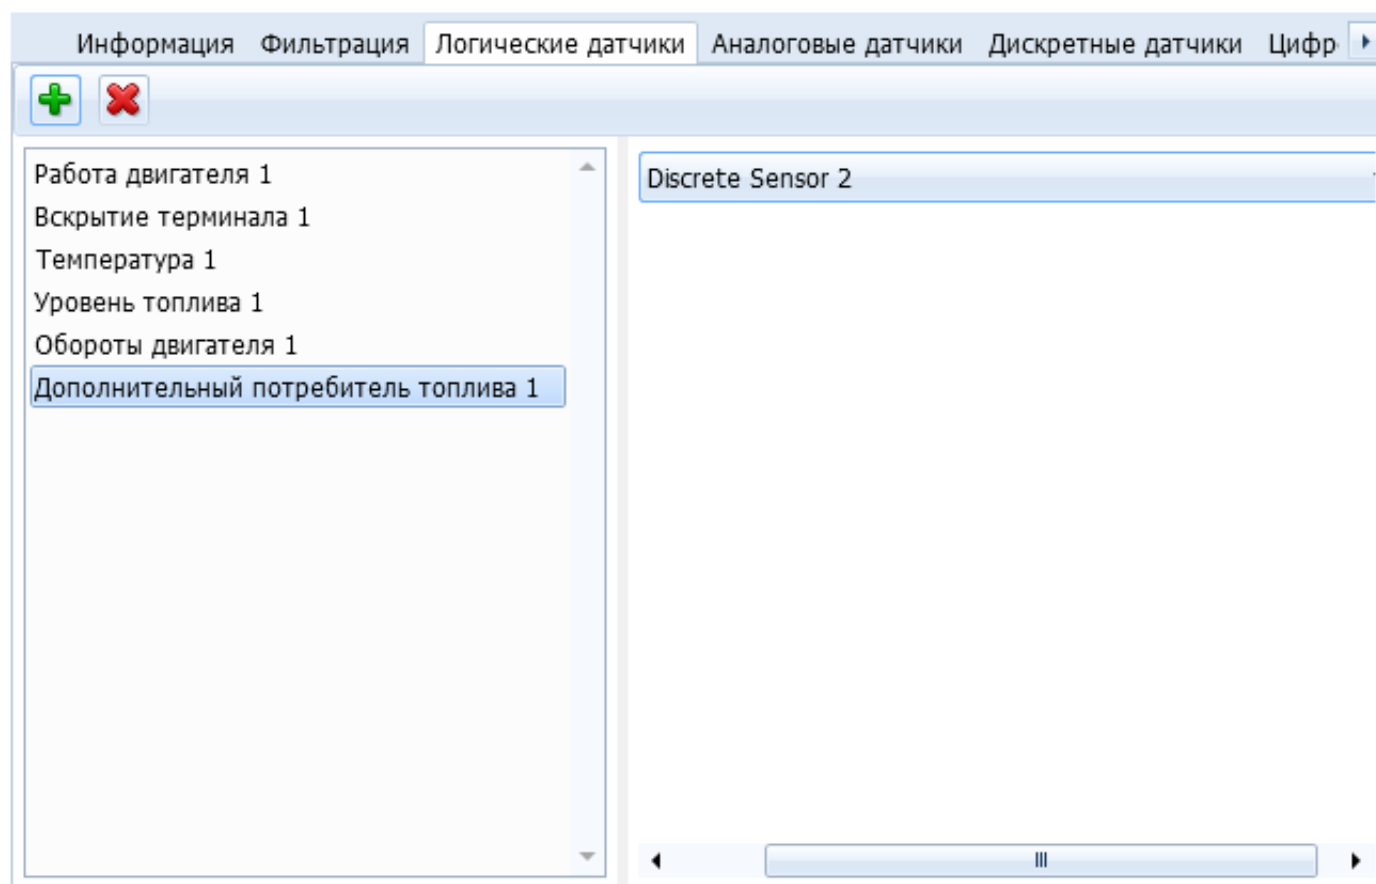 Информация Фильтрация Логические датчики Аналоговые датчики Дискретные датчики Цифр
Работа двигателя 1
Вскрытие терминала 1
Температура 1
Уровень топлива 1
Обороты двигателя 1
Дополнительный потребитель топлива 1
Discrete Sensor 2